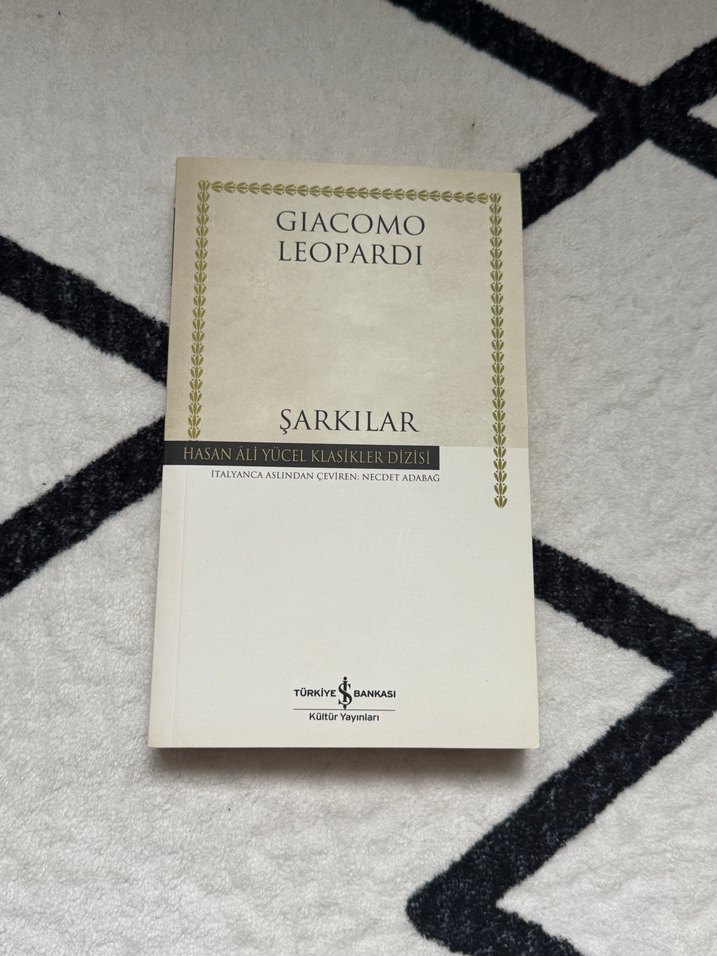 GIACOMO
LEOPARDI
ŞARKILAR
HASAN ÂLİ YÜCEL KLASİKLER DİZİSİ
İTALYANCA ASLINDAN ÇEVİREN: NECDET ADABAĞ
TÜRKİYE İŞ BANKASI
Kültür Yayınları